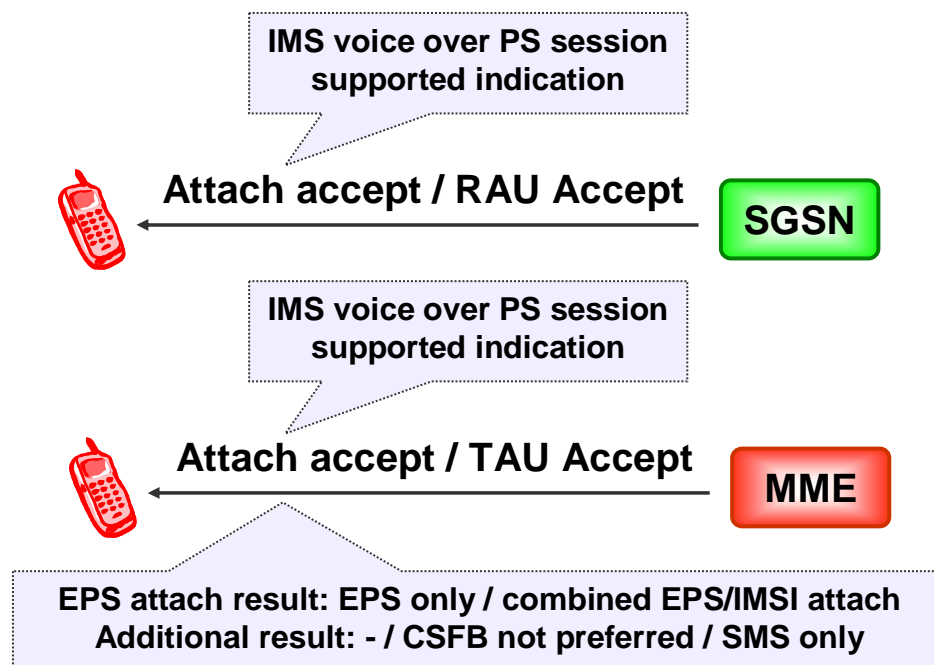 IMS voice over PS session
supported indication
Attach accept / RAU Accept
SGSN
IMS voice over PS session
supported indication
Attach accept / TAU Accept
MME
EPS attach result: EPS only / combined EPS/IMSI attach
Additional result: - / CSFB not preferred / SMS only